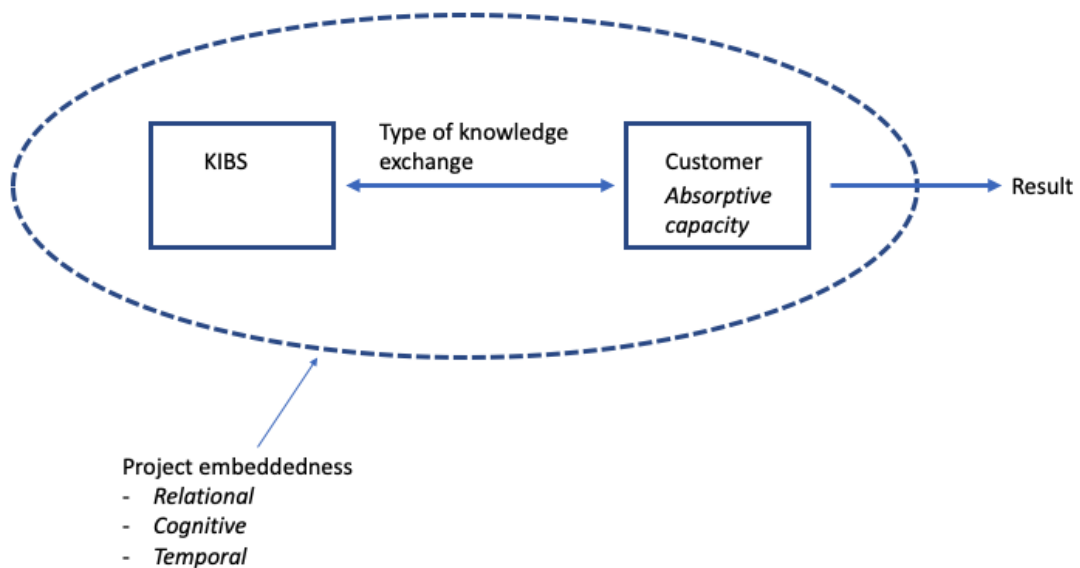 KIBS
Type of knowledge
exchange
Customer
Absorptive
capacity
Result
Project embeddedness
- Relational
- Cognitive
- Temporal